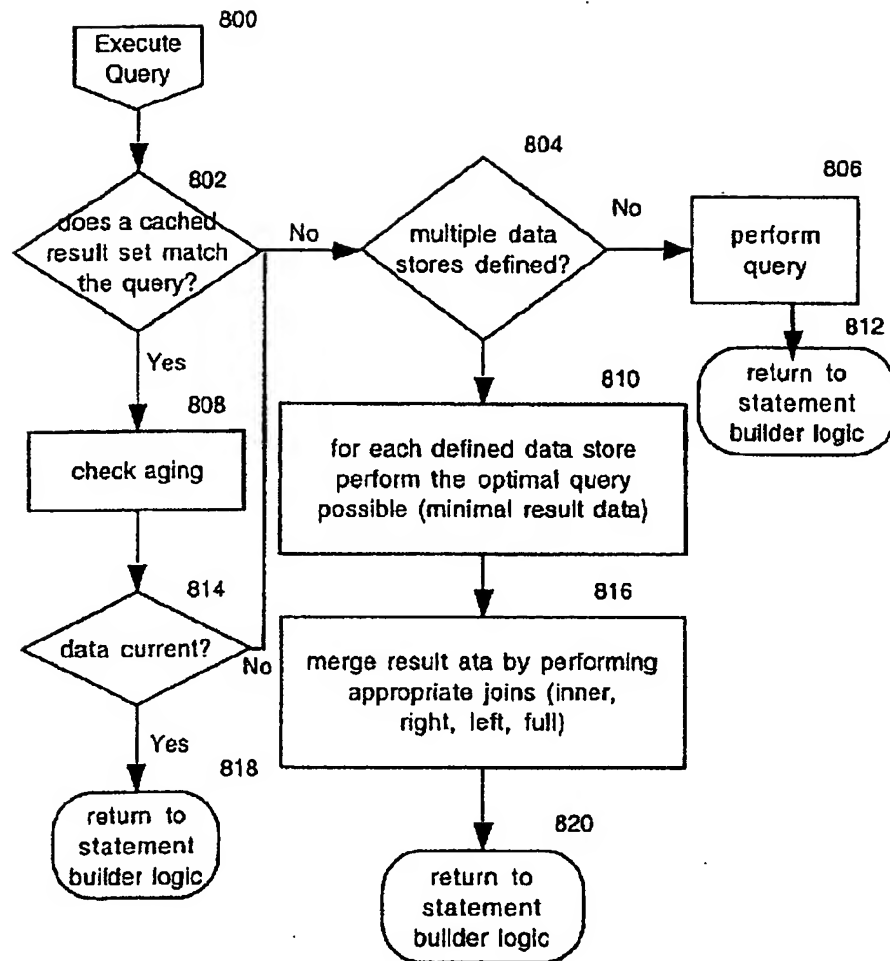 800
Execute
Query
802
does a cached
result set match
the query?
No
804
multiple data
stores defined?
No
806
perform
query
812
return to
statement
builder logic
Yes
808
check aging
814
data current?
No
Yes
818
return to
statement
builder logic
810
for each defined data store
perform the optimal query
possible (minimal result data)
816
merge result ata by performing
appropriate joins (inner,
right, left, full)
820
return to
statement
builder logic